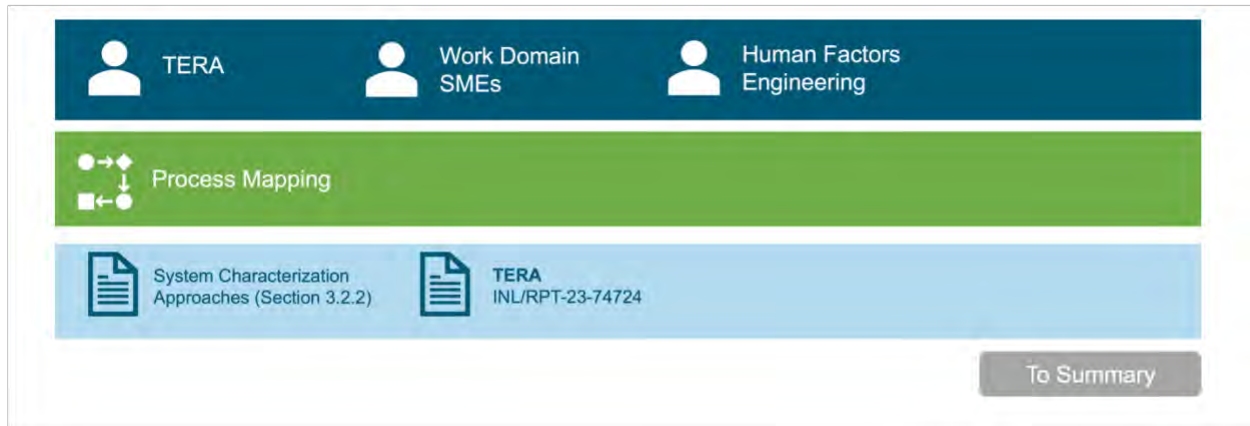 TERA
Work Domain
SMEs
Human Factors
Engineering
Process Mapping
System Characterization
Approaches (Section 3.2.2)
TERA
INL/RPT-23-74724
To Summary